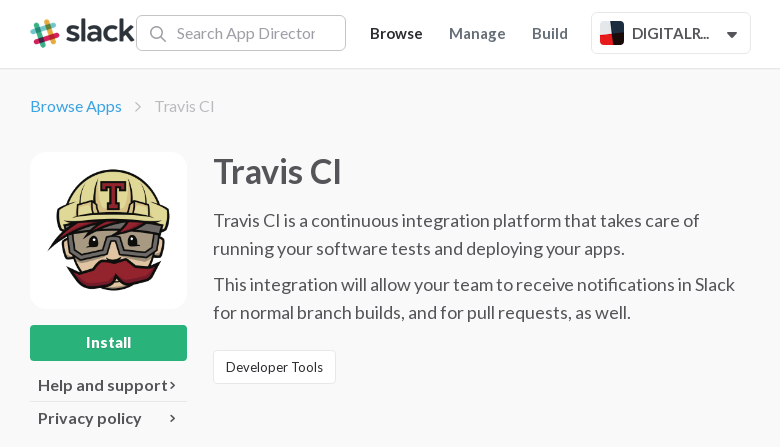 slack
Search App Director
Browse
Manage
Build
DIGITALR...
Browse Apps
Travis CI
T
Travis CI
Travis CI is a continuous integration platform that takes care of
running your software tests and deploying your apps.
This integration will allow your team to receive notifications in Slack
for normal branch builds, and for pull requests, as well.
Developer Tools
Install
Help and support
Privacy policy